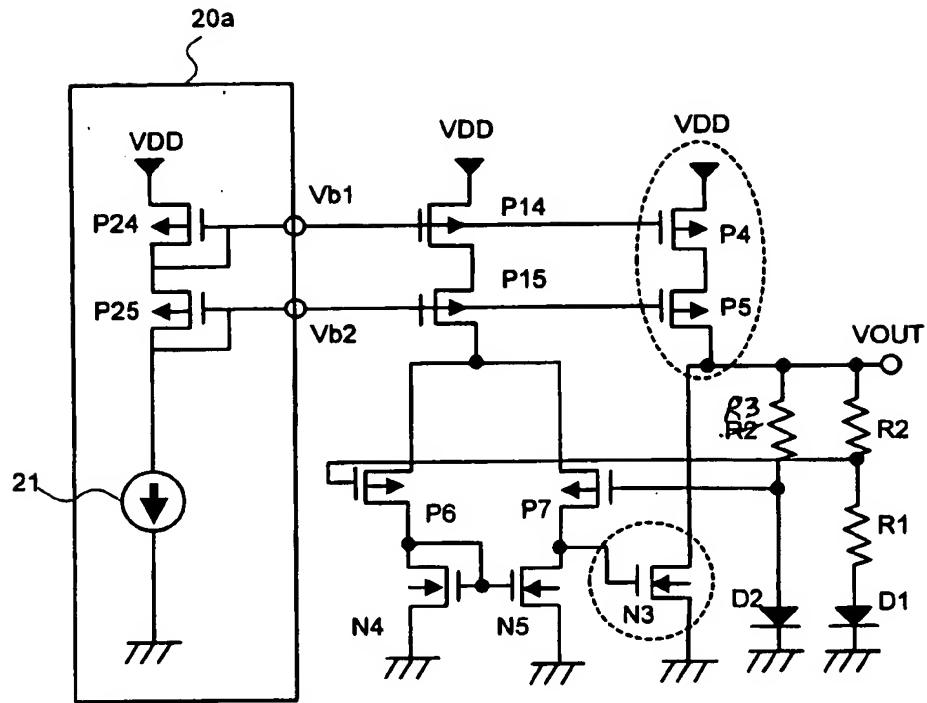 20a
VDD
VDD
VDD
Vb1
P24
P14
P4
P15
P25
P5
Vb2
VOUT
R3
R2
R2
21
P6
P7
R1
D2
D1
N4
N5
N3